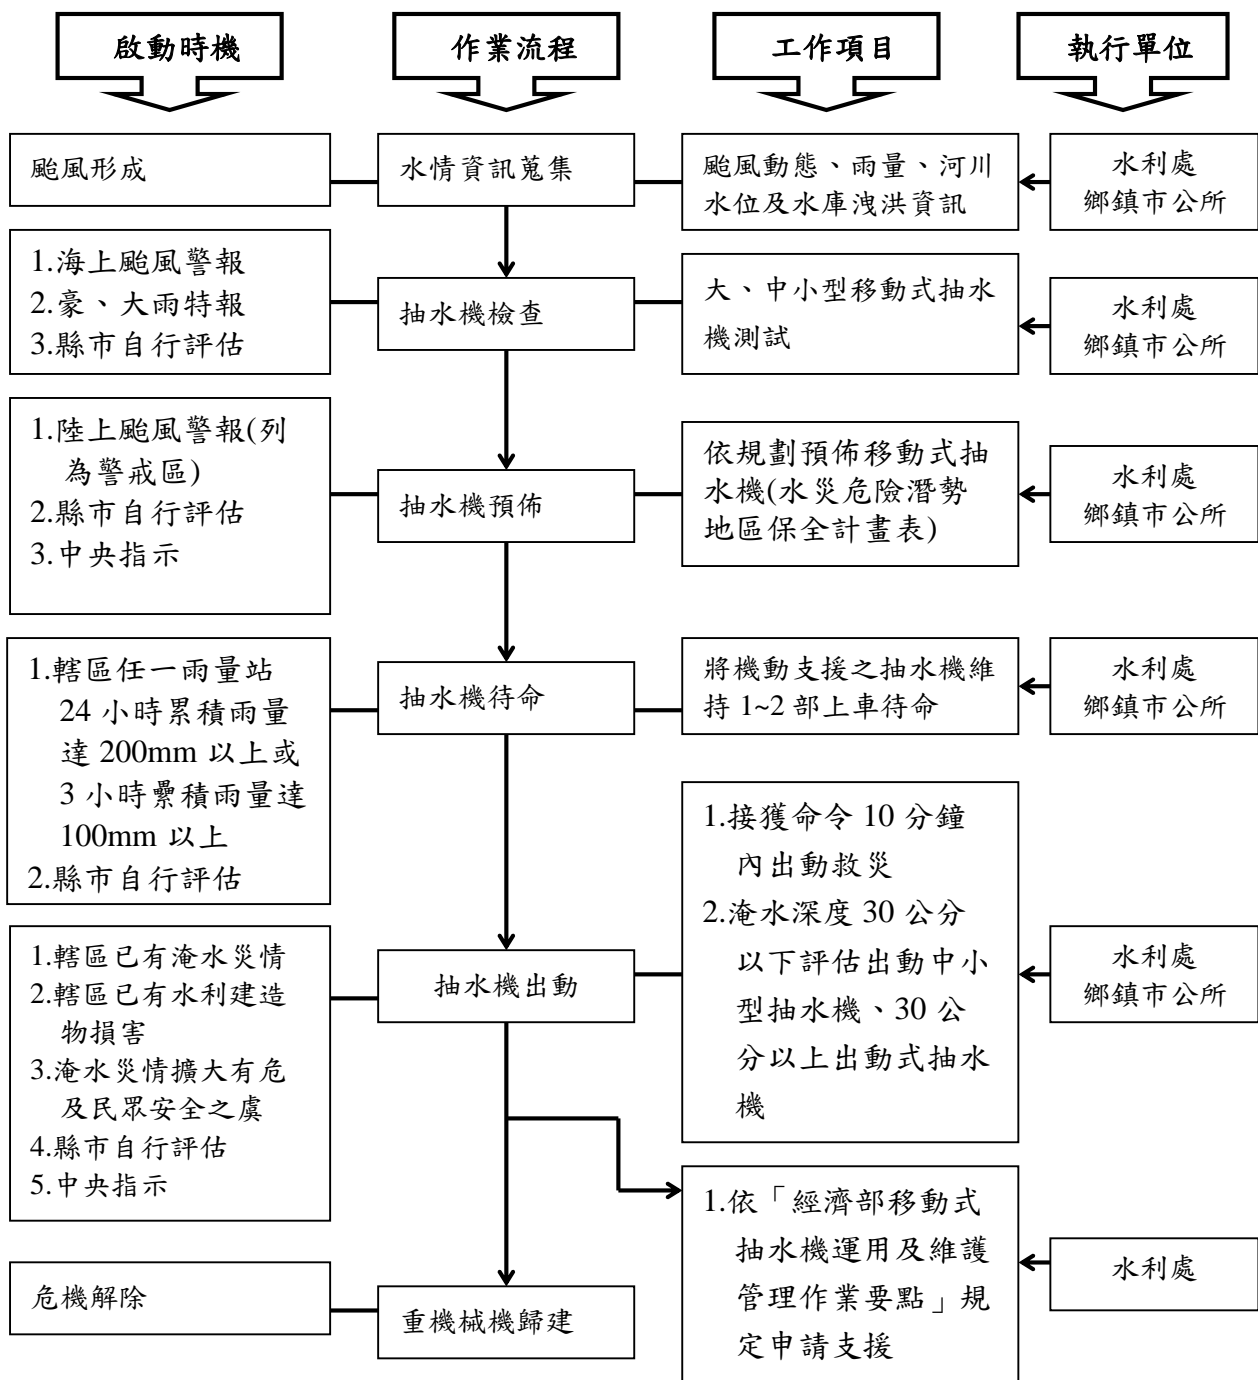 啟動時機
作業流程
工作項目
執行單位
颱風形成
水情資訊蒐集
颱風動態、雨量、河川
水位及水庫洩洪資訊
水利處
鄉鎮市公所
1.海上颱風警報
2.豪、大雨特報
3.縣市自行評估
抽水機檢查
大、中小型移動式抽水
機測試
水利處
鄉鎮市公所
1.陸上颱風警報(列
為警戒區)
2.縣市自行評估
3.中央指示
抽水機預佈
依規劃預佈移動式抽
水機(水災危險潛勢
地區保全計畫表)
水利處
鄉鎮市公所
1.轄區任一雨量站
24 小時累積雨量
達 200mm 以上或
3 小時纍積雨量達
100mm 以上
2.縣市自行評估
抽水機待命
將機動支援之抽水機維
持 1~2 部上車待命
水利處
鄉鎮市公所
1.轄區已有淹水災情
2.轄區已有水利建造
物損害
3.淹水災情擴大有危
及民眾安全之虞
4.縣市自行評估
5.中央指示
抽水機出動
1.接獲命令 10 分鐘
內出動救災
2.淹水深度 30 公分
以下評估出動中小
型抽水機、30 公
分以上出動式抽水
機
水利處
鄉鎮市公所
1.依「經濟部移動式
抽水機運用及維護
管理作業要點」規
定申請支援
水利處
危機解除
重機械機歸建